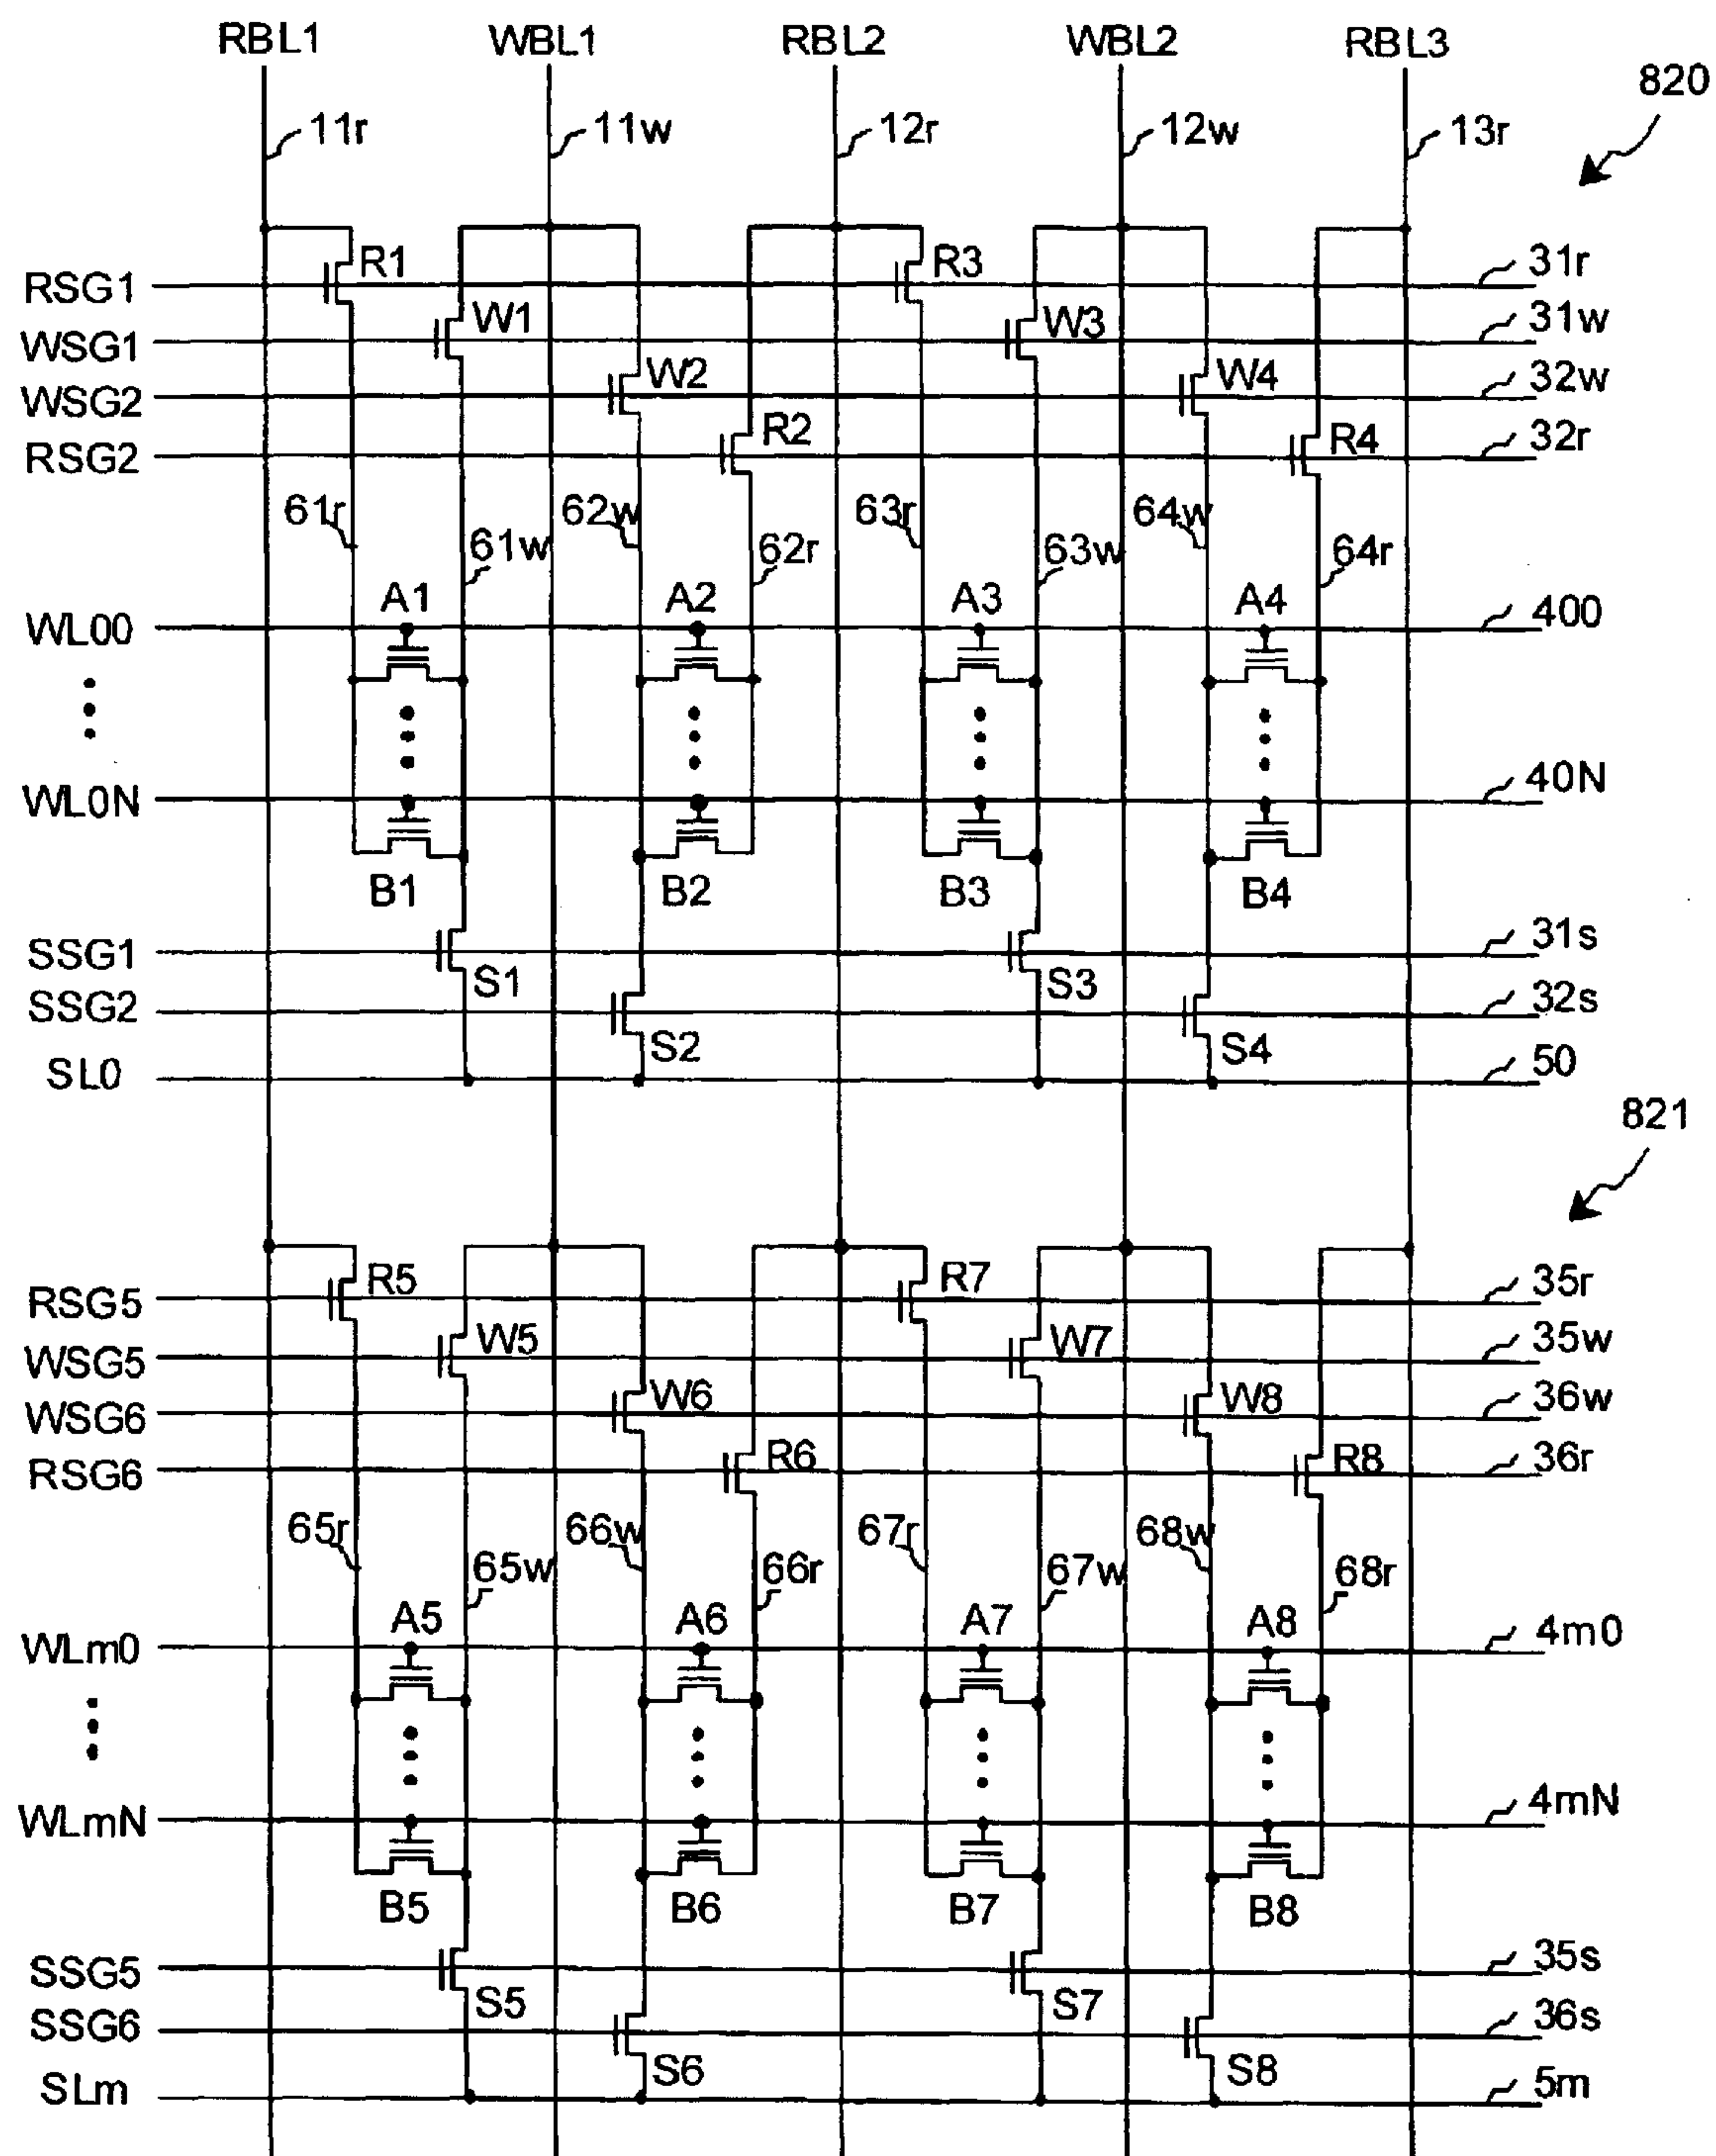 RBL1 WBL1 RBL2 WBL2 RBL3
820
11r 11w 12r 12w 13r
RSG1 R1 R3 31r
WSG1 W1 W3 31w
WSG2 W2 W4 32w
RSG2 R2 R4 32r
61r 62w 63r 64w
61w 62r 63w 64r
A1 A2 A3 A4
WL00 400
WL0N 40N
B1 B2 B3 B4
SSG1 31s
S1 S3
SSG2 32s
S2 S4
SL0 50
821
RSG5 R5 R7 35r
WSG5 W5 W7 35w
WSG6 W6 W8 36w
RSG6 R6 R8 36r
65r 66w 67r 68w
65w 66r 67w 68r
A5 A6 A7 A8
WLm0 4m0
WLmN 4mN
B5 B6 B7 B8
SSG5 35s
S5 S7
SSG6 36s
S6 S8
SLm 5m